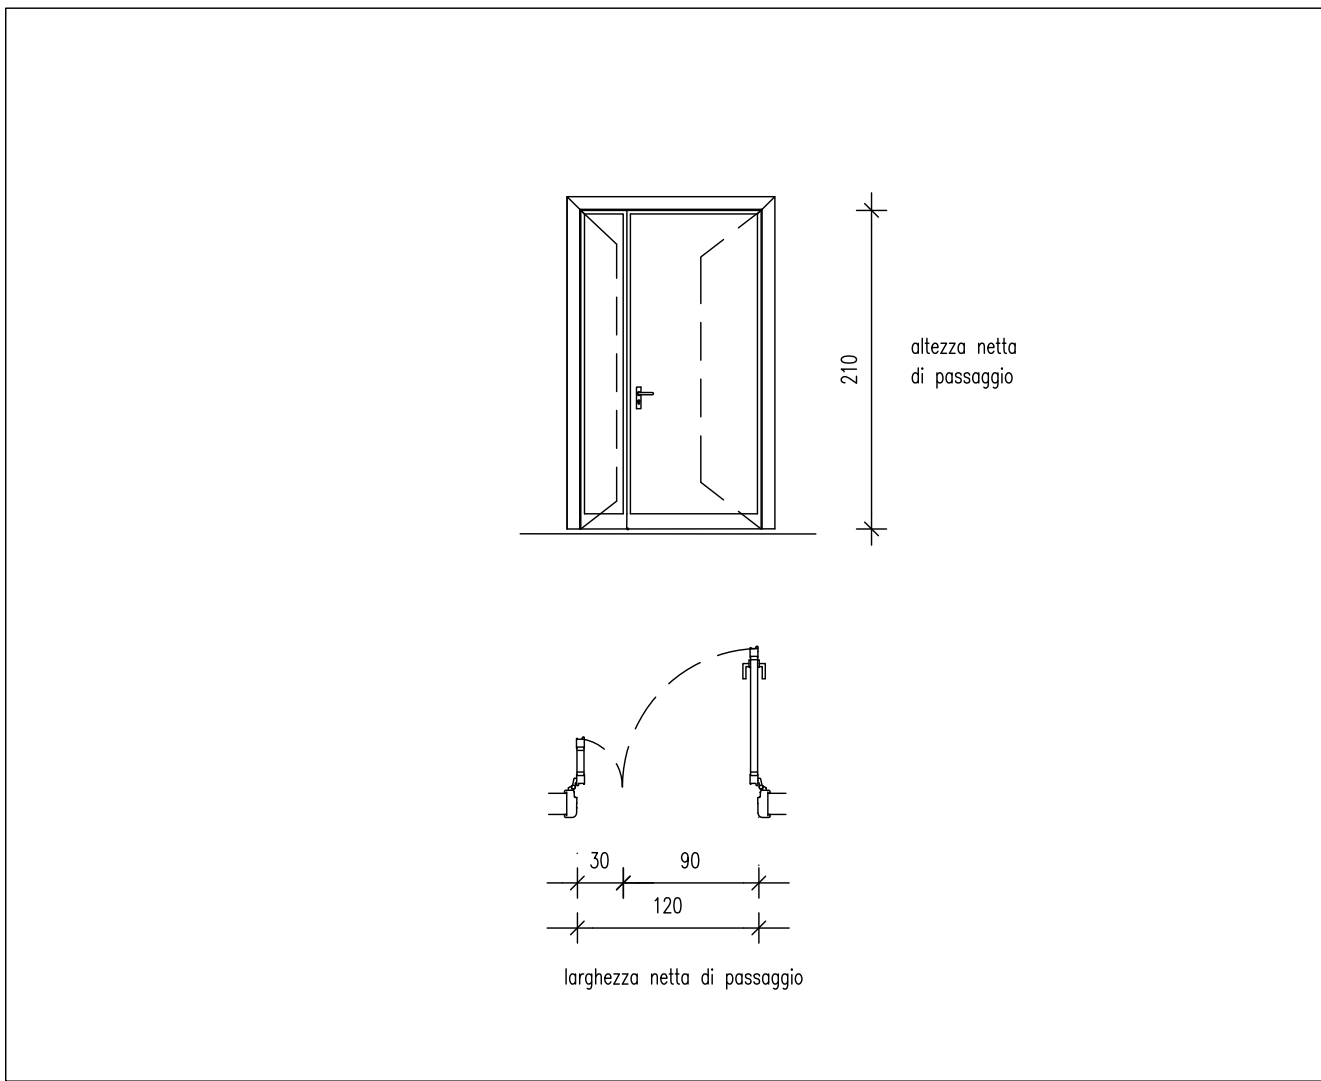 210
altezza netta
di passaggio
30
90
120
larghezza netta di passaggio